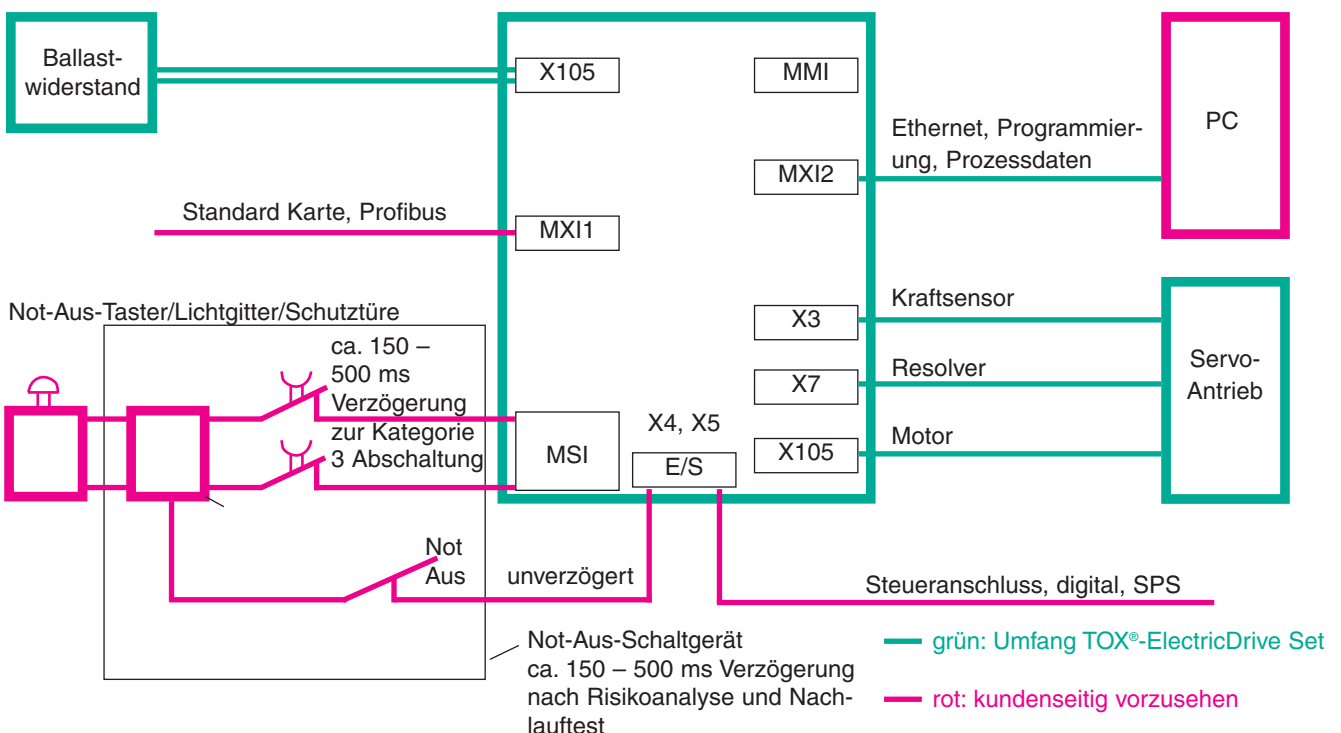 Ballast-
widerstand
X105
MMI
PC
Ethernet, Programmier-
ung, Prozessdaten
MXI2
Standard Karte, Profibus
MXI1
Not-Aus-Taster/Lichtgitter/Schutztüre
Kraftsensor
X3
ca. 150 –
500 ms
Verzögerung
zur Kategorie
3 Abschaltung
Resolver
X7
Servo-
Antrieb
MSI
X4, X5
E/S
Motor
X105
Not
Aus
unverzögert
Steueranschluss, digital, SPS
Not-Aus-Schaltgerät
ca. 150 – 500 ms Verzögerung
nach Risikoanalyse und Nach-
lauftest
grün: Umfang TOX®-ElectricDrive Set
rot: kundenseitig vorzusehen